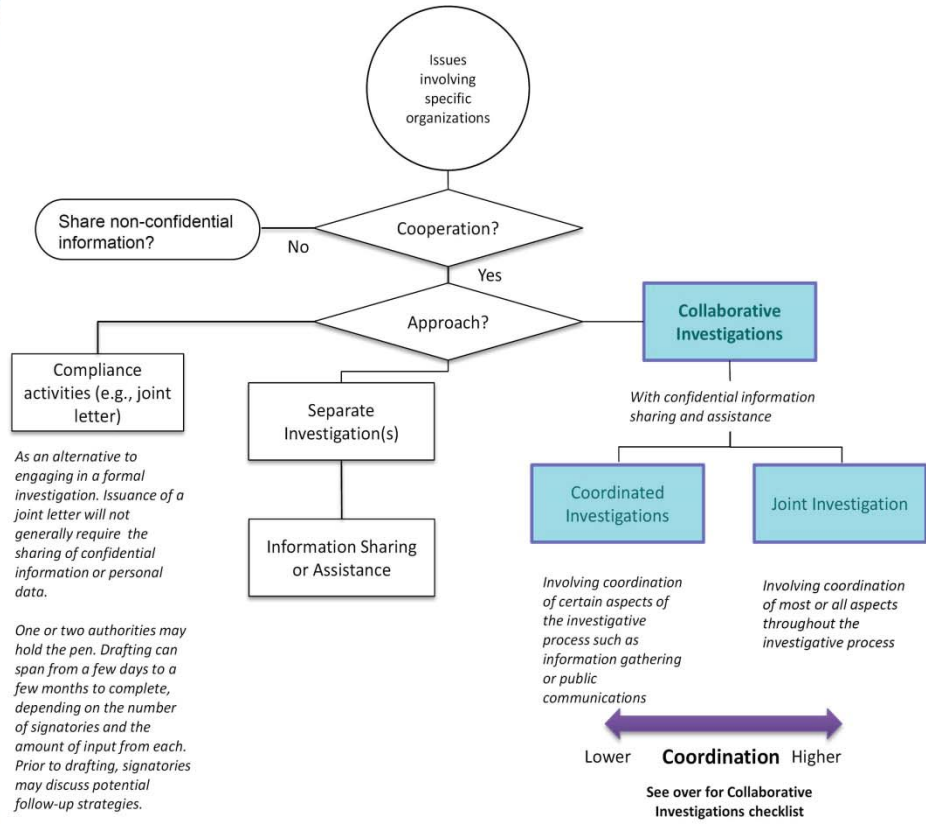 Issues
involving
specific
organizations
Share non-confidential
information?
No
Cooperation?
Yes
Approach?
Collaborative
Investigations
Compliance
activities (e.g., joint
letter)
Separate
Investigation(s)
With confidential information
sharing and assistance
As an alternative to
engaging in a formal
investigation. Issuance of a
joint letter will not
generally require the
sharing of confidential
information or personal
data.
One or two authorities may
hold the pen. Drafting can
span from a few days to a
few months to complete,
depending on the number
of signatories and the
amount of input from each.
Prior to drafting, signatories
may discuss potential
follow-up strategies.
Information Sharing
or Assistance
Coordinated
Investigations
Joint Investigation
Involving coordination
of certain aspects of
the investigative
process such as
information gathering
or public
communications
Involving coordination
of most or all aspects
throughout the
investigative process
Lower Coordination Higher
See over for Collaborative
Investigations checklist